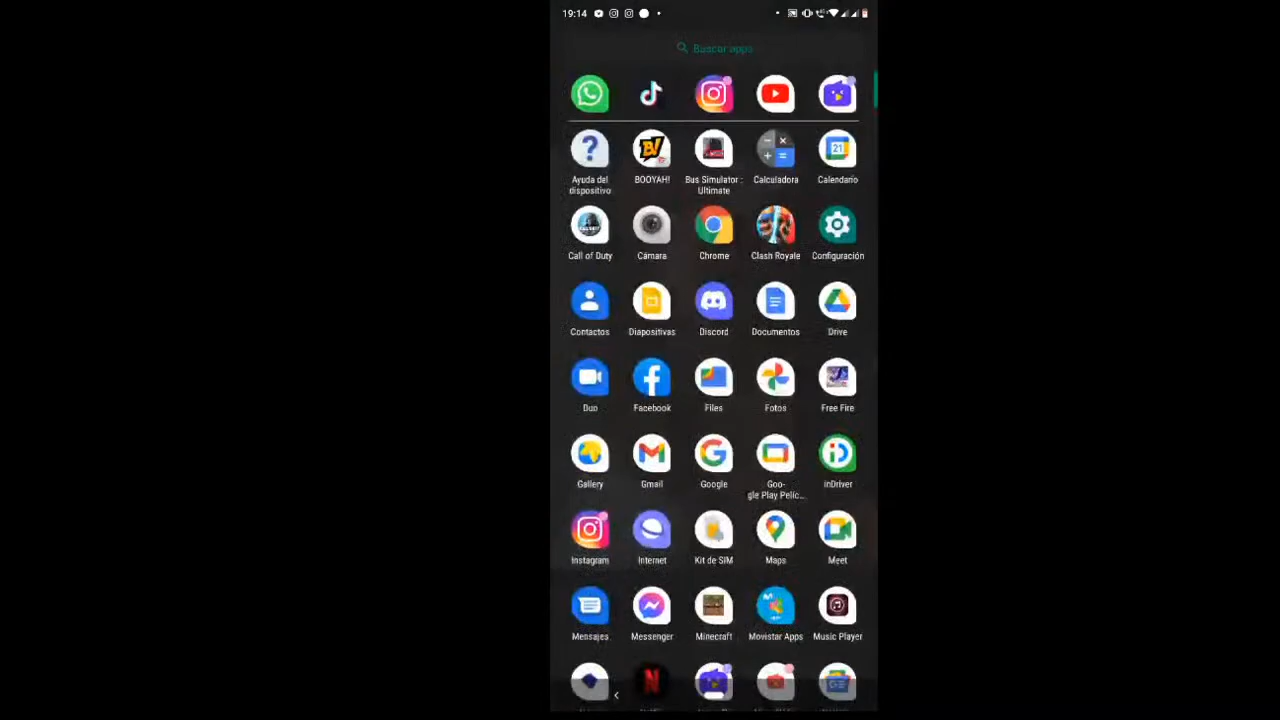 19:14
Buscar apps
Ayuda del dispositivo
BOOYAH!
Bus Simulator : Ultimate
Calculadora
21
Calendario
Call of Duty
Cámara
Chrome
Clash Royale
Configuración
Contactos
Diapositivas
Discord
Documentos
Drive
Duo
Facebook
Files
Fotos
Free Fire
Gallery
Gmail
Google
Goo-
gle Play Pelíc...
inDriver
Instagram
Internet
Kit de SIM
Maps
Meet
Mensajes
Messenger
Minecraft
Movistar Apps
Music Player